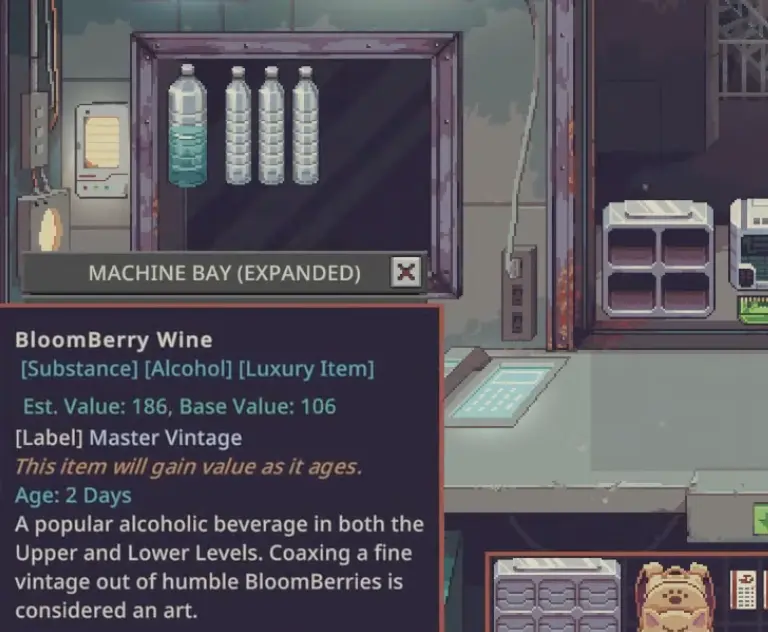 MACHINE BAY (EXPANDED)
BloomBerry Wine
[Substance] [Alcohol] [Luxury Item]
Est. Value: 186, Base Value: 106
[Label] Master Vintage
This item will gain value as it ages.
Age: 2 Days
A popular alcoholic beverage in both the
Upper and Lower Levels. Coaxing a fine
vintage out of humble BloomBerries is
considered an art.